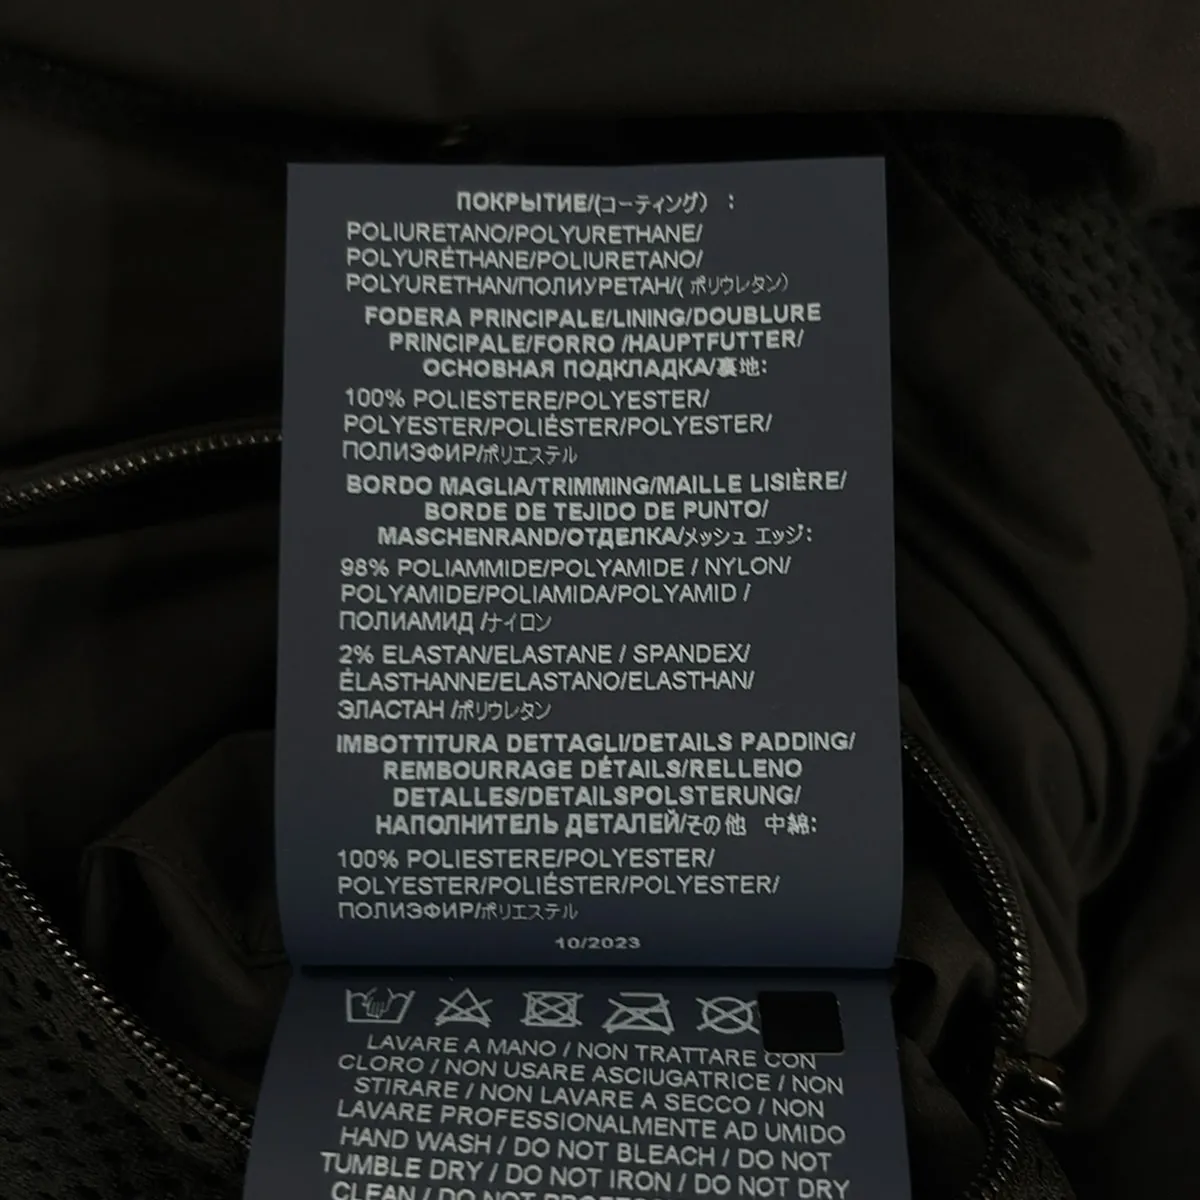 ПОКРЫТИЕ/(コーティング） :
POLIURETANO/POLYURETHANE/
POLYURÉTHANE/POLIURETANO/
POLYURETHAN/ПОЛИУРЕТАН/( ポリウレタン）
FODERA PRINCIPALE/LINING/DOUBLURE
PRINCIPALE/FORRO /HAUPTFUTTER/
ОСНОВНАЯ ПОДКЛАДКА/裏地:
100% POLIESTERE/POLYESTER/
POLYESTER/POLIÉSTER/POLYESTER/
ПОЛИЭФИР/ポリエステル
BORDO MAGLIA/TRIMMING/MAILLE LISIÈRE/
BORDE DE TEJIDO DE PUNTO/
MASCHENRAND/ОТДЕЛКА/メッシュ エッジ:
98% POLIAMMIDE/POLYAMIDE / NYLON/
POLYAMIDE/POLIAMIDA/POLYAMID /
ПОЛИАМИД /ナイロン
2% ELASTAN/ELASTANE / SPANDEX/
ÉLASTHANNE/ELASTANO/ELASTHAN/
ЭЛАСТАН /ポリウレタン
IMBOTTITURA DETTAGLI/DETAILS PADDING/
REMBOURRAGE DÉTAILS/RELLENO
DETALLES/DETAILSPOLSTERUNG/
НАПОЛНИТЕЛЬ ДЕТАЛЕЙ/その他 中綿:
100% POLIESTERE/POLYESTER/
POLYESTER/POLIÉSTER/POLYESTER/
ПОЛИЭФИР/ポリエステル
10/2023
LAVARE A MANO / NON TRATTARE CON
CLORO / NON USARE ASCIUGATRICE / NON
STIRARE / NON LAVARE A SECCO / NON
LAVARE PROFESSIONALMENTE AD UMIDO
HAND WASH / DO NOT BLEACH / DO NOT
TUMBLE DRY / DO NOT IRON / DO NOT DRY
CLEAN / DO NOT